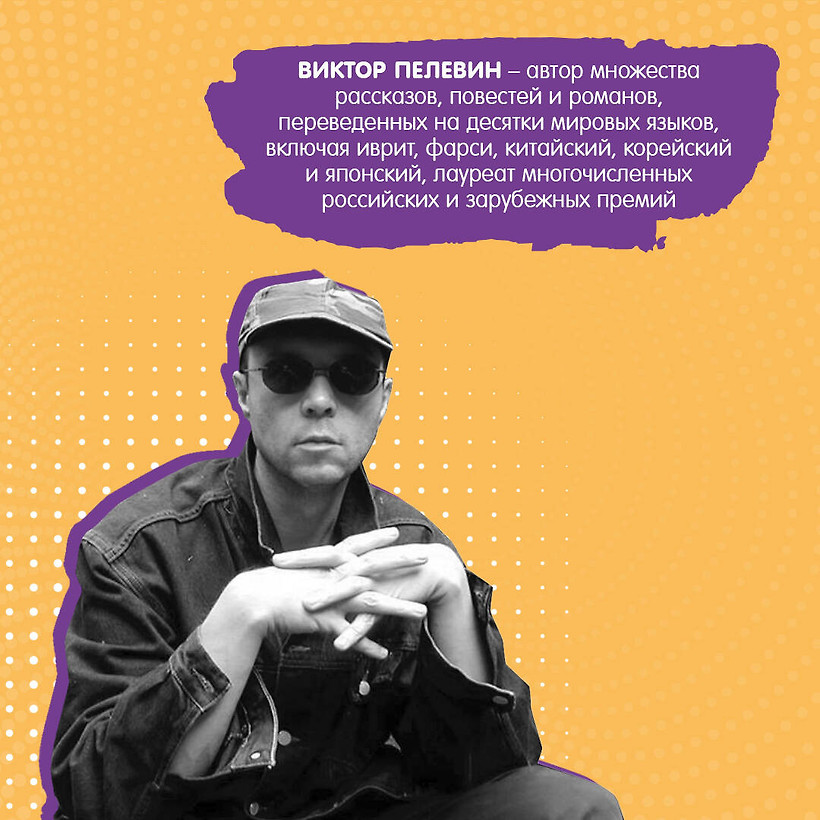 ВИКТОР ПЕЛЕВИН – автор множества
рассказов, повестей и романов,
переведенных на десятки мировых языков,
включая иврит, фарси, китайский, корейский
и японский, лауреат многочисленных
российских и зарубежных премий